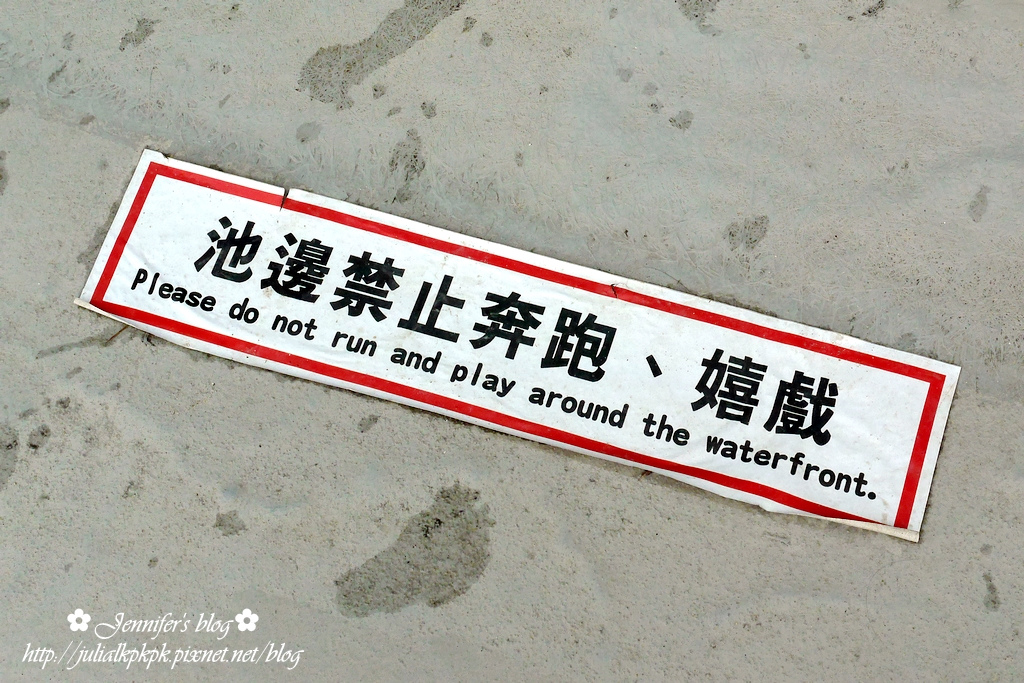 池邊禁止奔跑、嬉戲
Please do not run and play around the waterfront.
Jennifer's blog
http://julialkpkpk.pixnet.net/blog